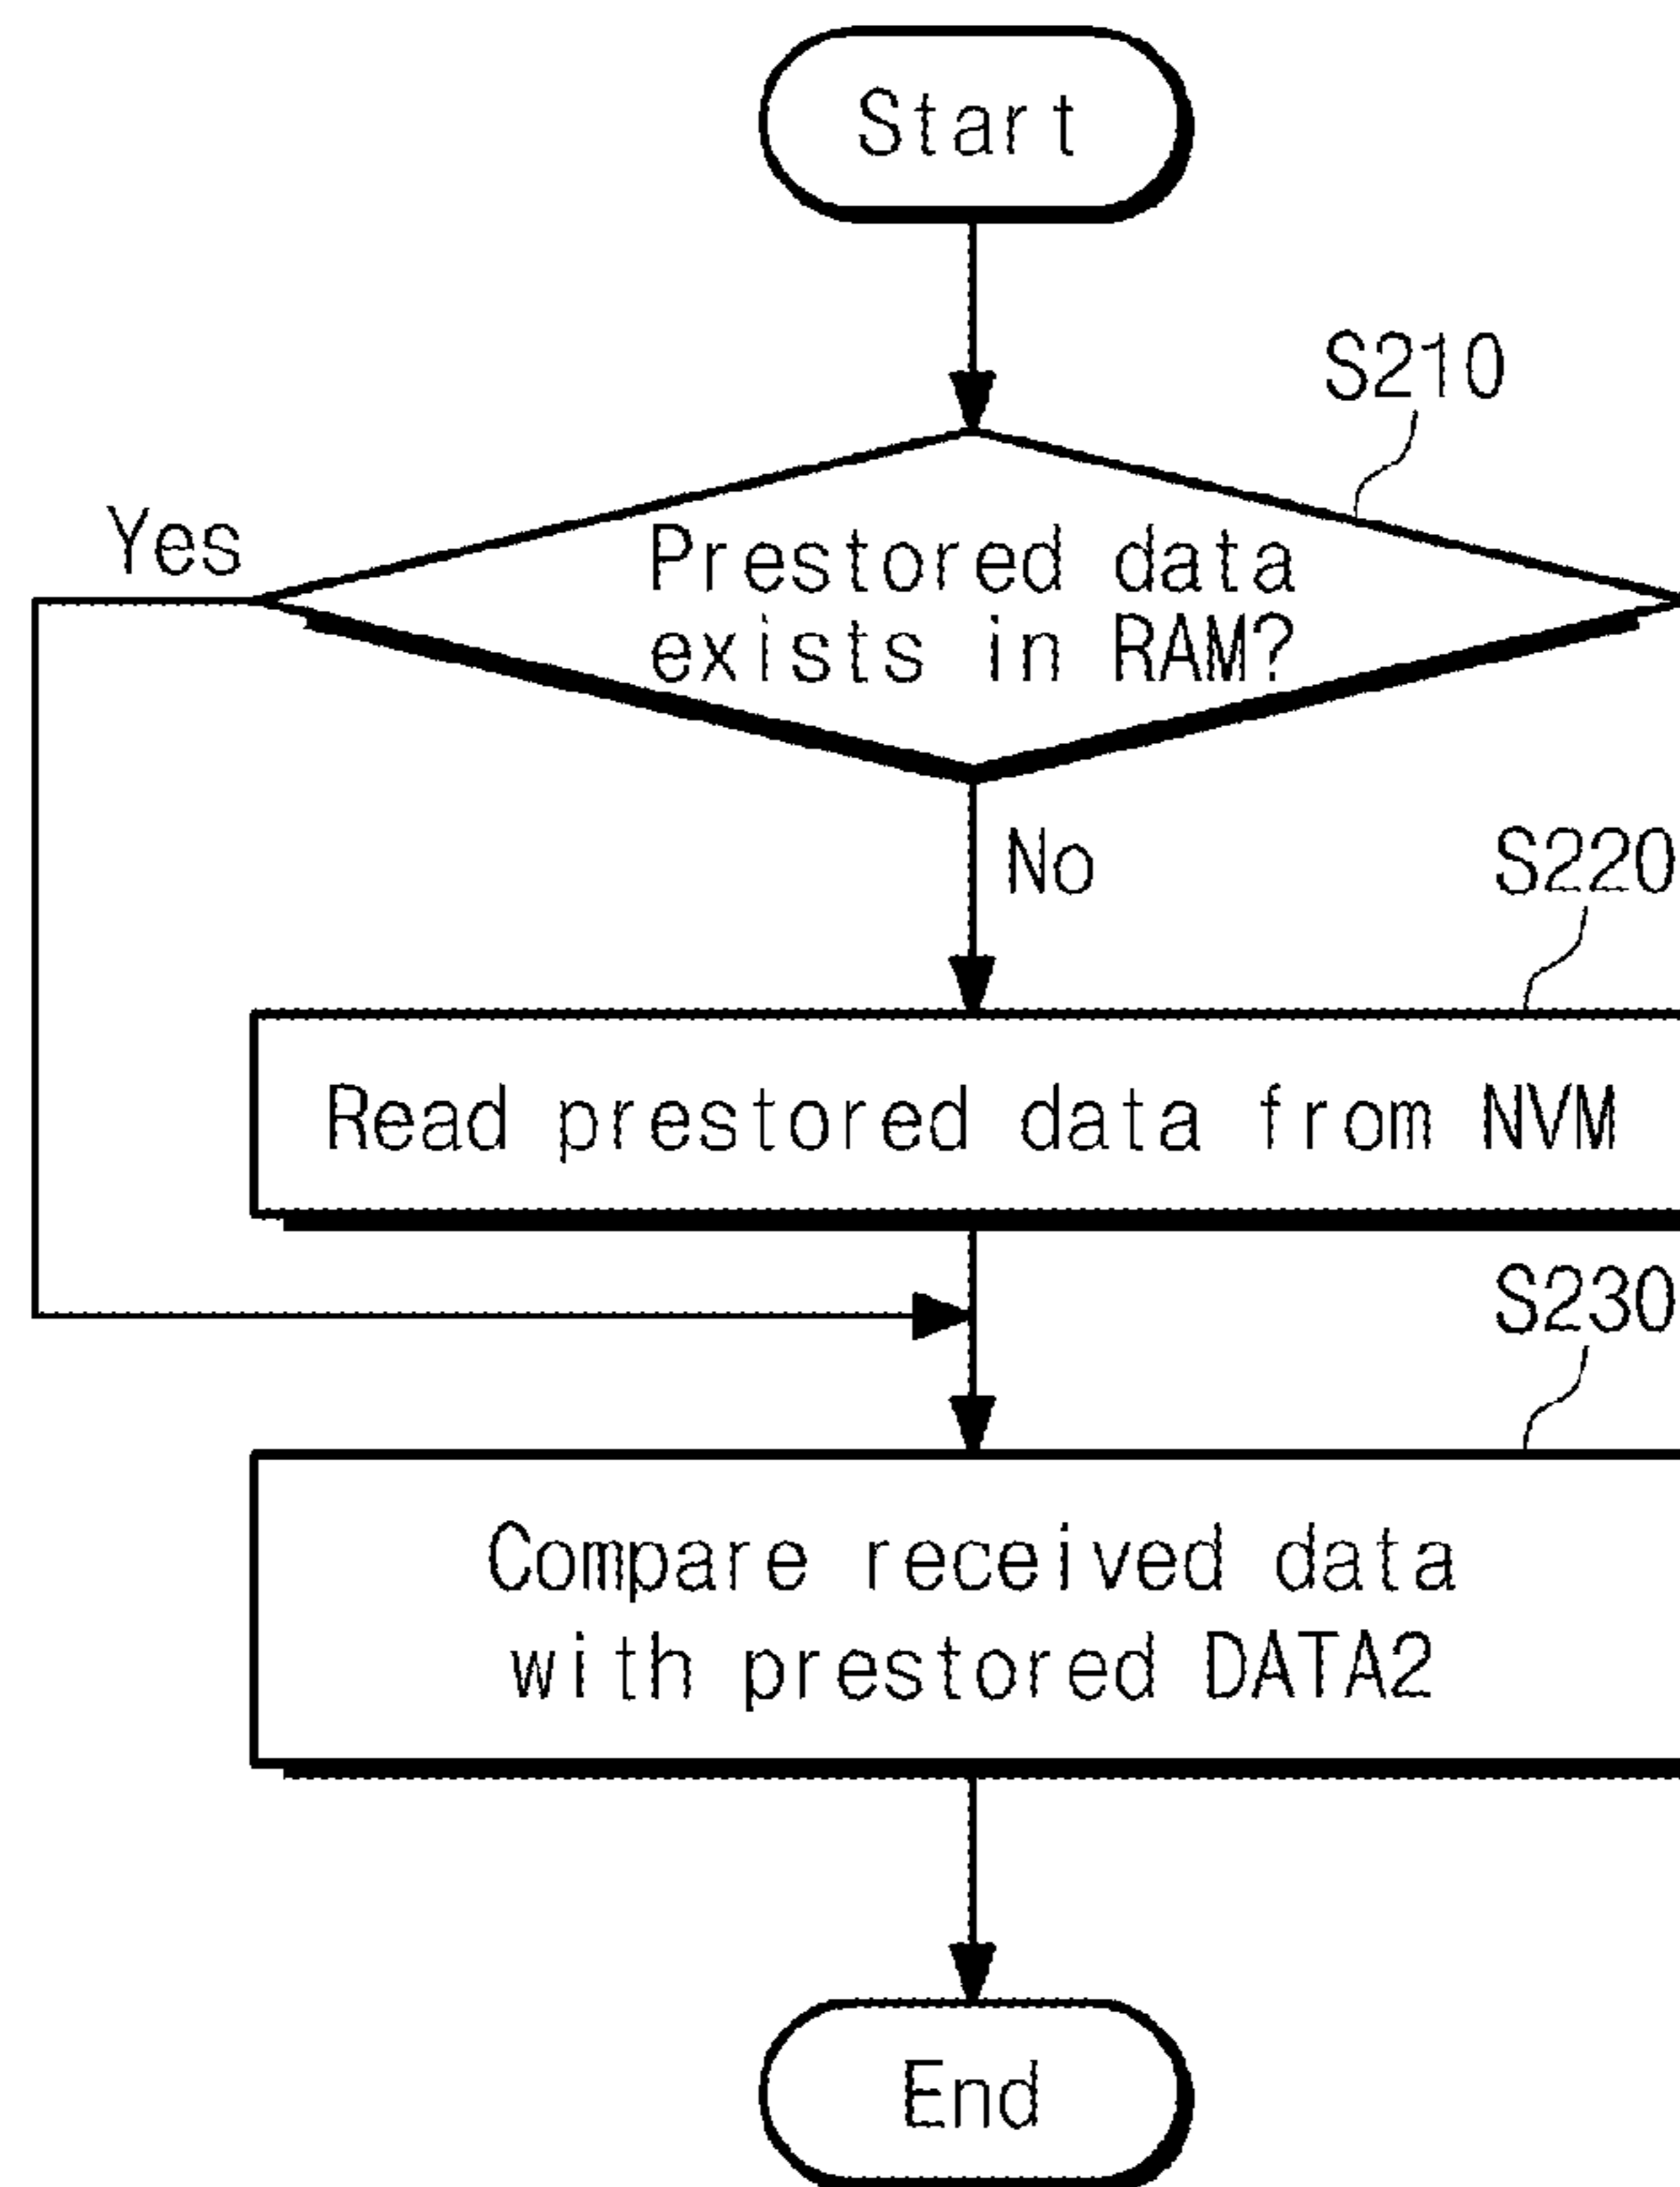 Start
S210
Yes
Prestored data
exists in RAM?
No
S220
Read prestored data from NVM
S230
Compare received data
with prestored DATA2
End